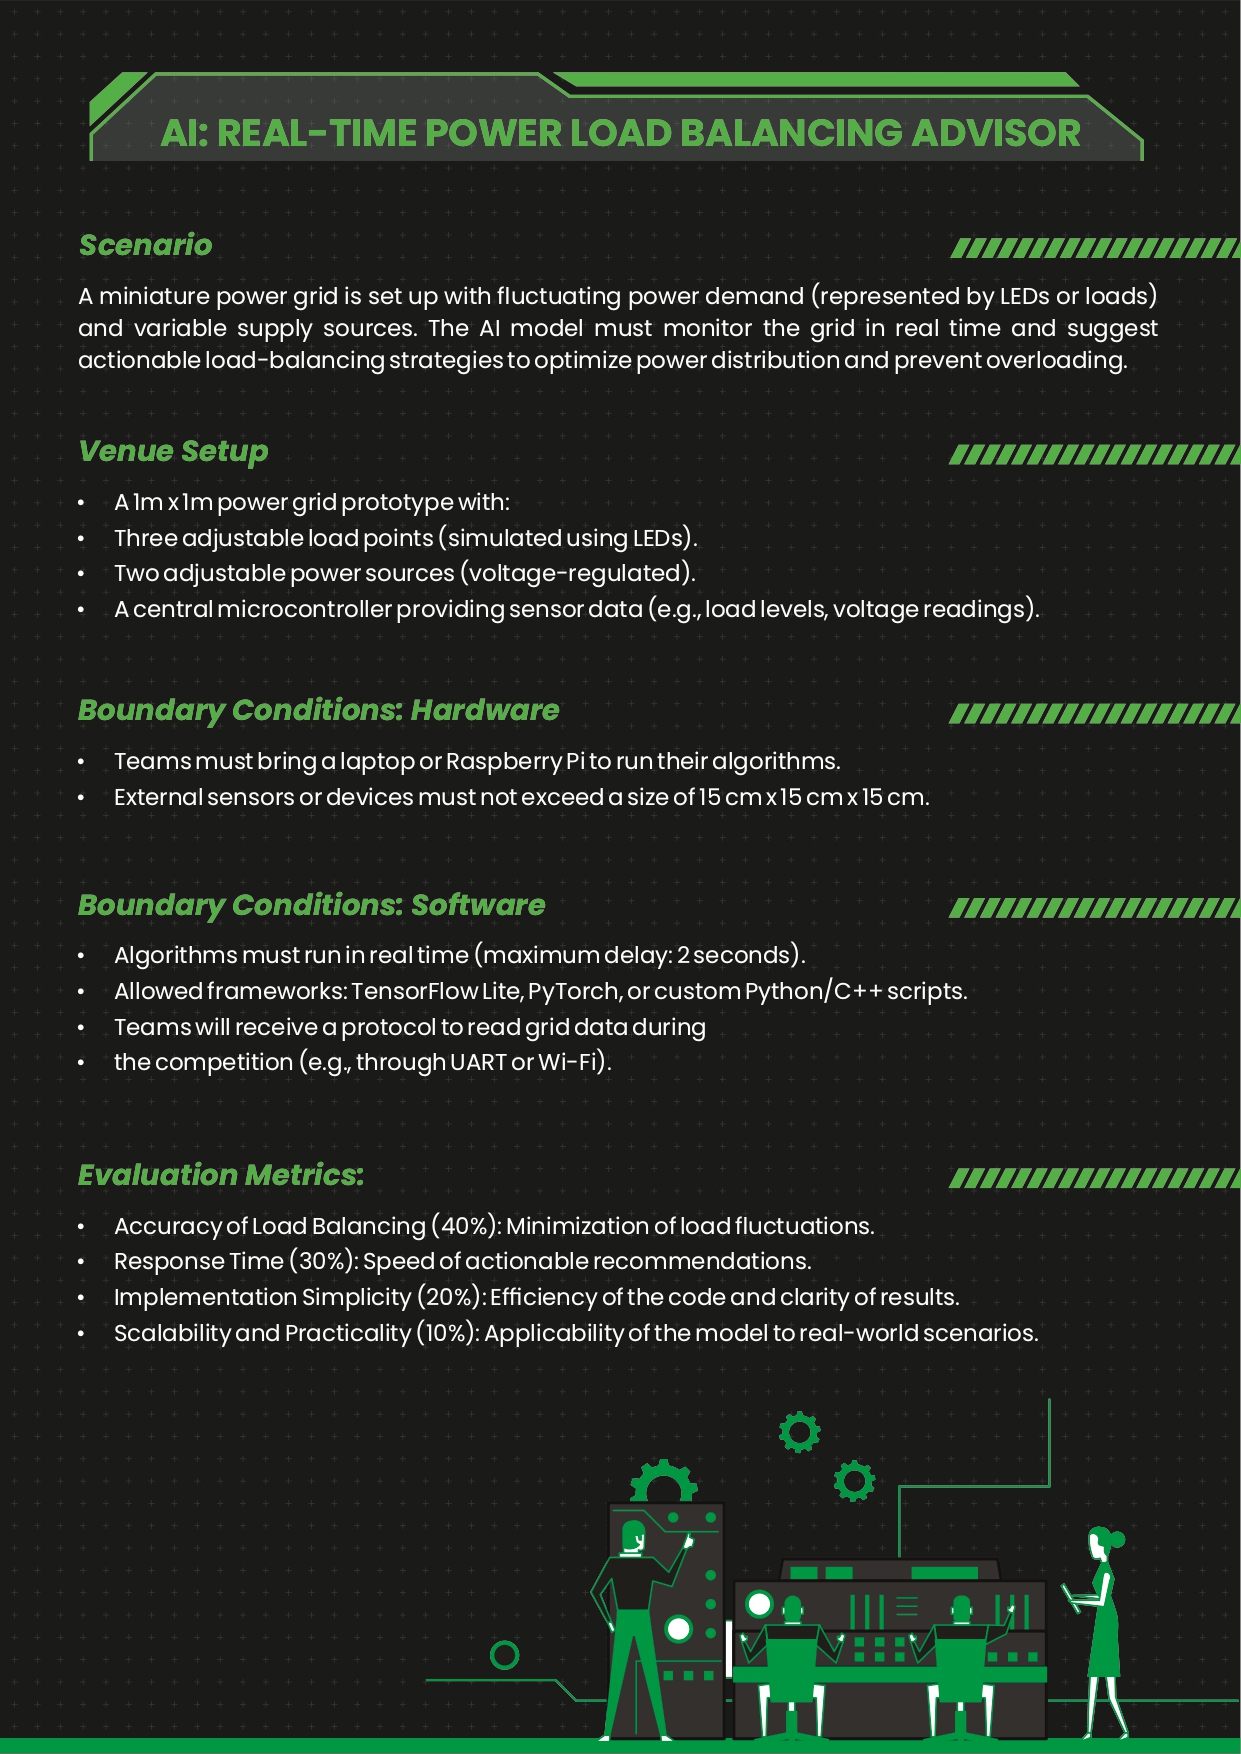 AI: REAL-TIME POWER LOAD BALANCING ADVISOR
Scenario
A miniature power grid is set up with fluctuating power demand (represented by LEDs or loads)
and variable supply sources. The AI model must monitor the grid in real time and suggest
actionable load-balancing strategies to optimize power distribution and prevent overloading.
Venue Setup
• A 1m x 1m power grid prototype with:
• Three adjustable load points (simulated using LEDs).
• Two adjustable power sources (voltage-regulated).
• A central microcontroller providing sensor data (e.g., load levels, voltage readings).
Boundary Conditions: Hardware
• Teams must bring a laptop or Raspberry Pi to run their algorithms.
• External sensors or devices must not exceed a size of 15 cm x 15 cm x 15 cm.
Boundary Conditions: Software
• Algorithms must run in real time (maximum delay: 2 seconds).
• Allowed frameworks: TensorFlow Lite, PyTorch, or custom Python/C++ scripts.
• Teams will receive a protocol to read grid data during
• the competition (e.g., through UART or Wi-Fi).
Evaluation Metrics:
• Accuracy of Load Balancing (40%): Minimization of load fluctuations.
• Response Time (30%): Speed of actionable recommendations.
• Implementation Simplicity (20%): Efficiency of the code and clarity of results.
• Scalability and Practicality (10%): Applicability of the model to real-world scenarios.